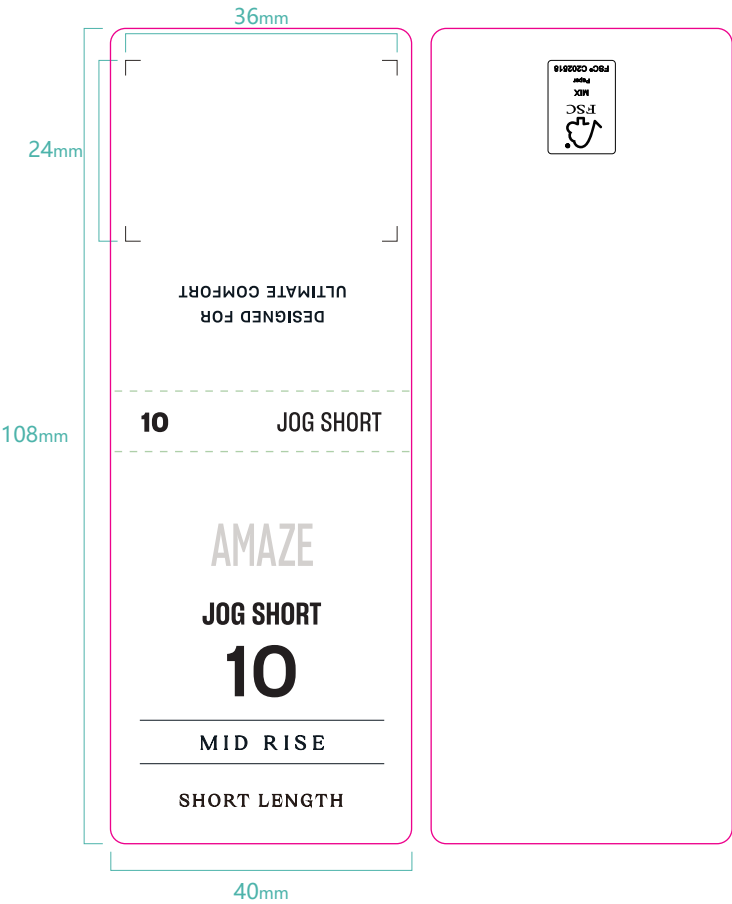 36mm
24mm
108mm
DESIGNED FOR
ULTIMATE COMFORT
10 JOG SHORT
AMAZE
JOG SHORT
10
MID RISE
SHORT LENGTH
40mm
FSC
MIX
Paper
FSC® C202518